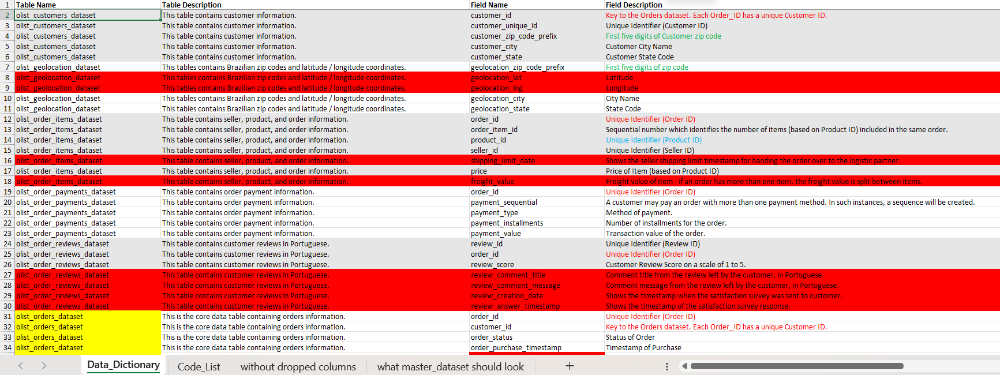 1 Table Name Table Description Field Name Field Description
2 olist_customers_dataset This table contains customer information. customer_id Key to the Orders dataset. Each Order_ID has a unique Customer ID.
3 olist_customers_dataset This table contains customer information. customer_unique_id Unique Identifier (Customer ID)
4 olist_customers_dataset This table contains customer information. customer_zip_code_prefix First five digits of Customer zip code
5 olist_customers_dataset This table contains customer information. customer_city Customer City Name
6 olist_customers_dataset This table contains customer information. customer_state Customer State Code
7 olist_geolocation_dataset This tables contains Brazilian zip codes and latitude / longitude coordinates. geolocation_zip_code_prefix First five digits of zip code
8 olist_geolocation_dataset This tables contains Brazilian zip codes and latitude / longitude coordinates. geolocation_lat Latitude
9 olist_geolocation_dataset This tables contains Brazilian zip codes and latitude / longitude coordinates. geolocation_lng Longitude
10 olist_geolocation_dataset This tables contains Brazilian zip codes and latitude / longitude coordinates. geolocation_city City Name
11 olist_geolocation_dataset This tables contains Brazilian zip codes and latitude / longitude coordinates. geolocation_state State Code
12 olist_order_items_dataset This table contains seller, product, and order information. order_id Unique Identifier (Order ID)
13 olist_order_items_dataset This table contains seller, product, and order information. order_item_id Sequential number which identifies the number of items (based on Product ID) included in the same order.
14 olist_order_items_dataset This table contains seller, product, and order information. product_id Unique Identifier (Product ID)
15 olist_order_items_dataset This table contains seller, product, and order information. seller_id Unique Identifier (Seller ID)
16 olist_order_items_dataset This table contains seller, product, and order information. shipping_limit_date Shows the seller shipping limit timestamp for handing the order over to the logistic partner.
17 olist_order_items_dataset This table contains seller, product, and order information. price Price of Item (based on Product ID)
18 olist_order_items_dataset This table contains seller, product, and order information. freight_value Freight value of item - if an order has more than one item, the freight value is split between items.
19 olist_order_payments_dataset This table contains order payment information. order_id Unique Identifier (Order ID)
20 olist_order_payments_dataset This table contains order payment information. payment_sequential A customer may pay an order with more than one payment method. In such instances, a sequence will be created.
21 olist_order_payments_dataset This table contains order payment information. payment_type Method of payment.
22 olist_order_payments_dataset This table contains order payment information. payment_installments Number of installments for the order.
23 olist_order_payments_dataset This table contains order payment information. payment_value Transaction value of the order.
24 olist_order_reviews_dataset This table contains customer reviews in Portuguese. review_id Unique Identifier (Review ID)
25 olist_order_reviews_dataset This table contains customer reviews in Portuguese. order_id Unique Identifier (Order ID)
26 olist_order_reviews_dataset This table contains customer reviews in Portuguese. review_score Customer Review Score on a scale of 1 to 5.
27 olist_order_reviews_dataset This table contains customer reviews in Portuguese. review_comment_title Comment title from the review left by the customer, in Portuguese.
28 olist_order_reviews_dataset This table contains customer reviews in Portuguese. review_comment_message Comment message from the review left by the customer, in Portuguese.
29 olist_order_reviews_dataset This table contains customer reviews in Portuguese. review_creation_date Shows the timestamp when the satisfaction survey was sent to customer.
30 olist_order_reviews_dataset This table contains customer reviews in Portuguese. review_answer_timestamp Shows the timestamp of the satisfaction survey response.
31 olist_orders_dataset This is the core data table containing orders information. order_id Unique Identifier (Order ID)
32 olist_orders_dataset This is the core data table containing orders information. customer_id Key to the Orders dataset. Each Order_ID has a unique Customer ID.
33 olist_orders_dataset This is the core data table containing orders information. order_status Status of Order
34 olist_orders_dataset This is the core data table containing orders information. order_purchase_timestamp Timestamp of Purchase
Data_Dictionary Code_List without dropped columns what master_dataset should look